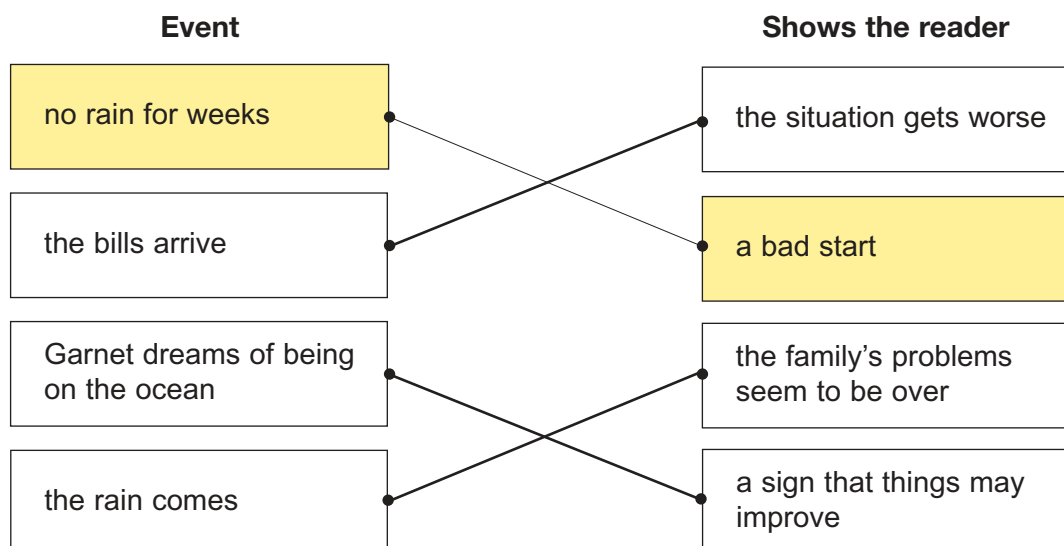 Event
Shows the reader
no rain for weeks
the situation gets worse
the bills arrive
a bad start
Garnet dreams of being
on the ocean
the family’s problems
seem to be over
the rain comes
a sign that things may
improve